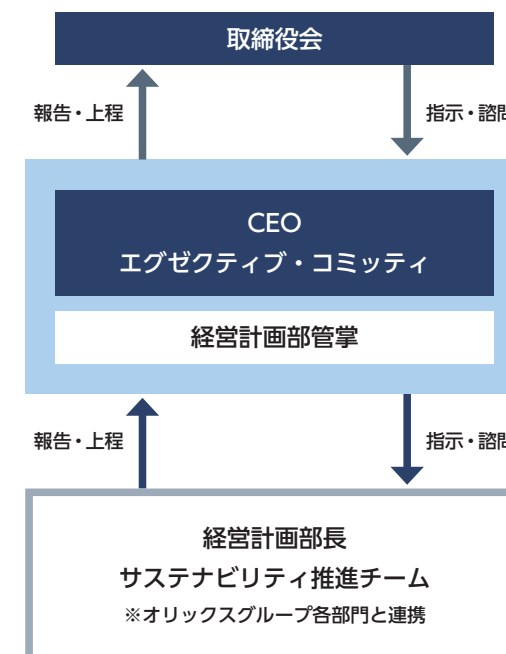 取締役会
報告・上程
指示・諮問
CEO
エグゼクティブ・コミッティ
経営計画部管掌
報告・上程
指示・諮問
経営計画部長
サステナビリティ推進チーム
※オリックスグループ各部門と連携